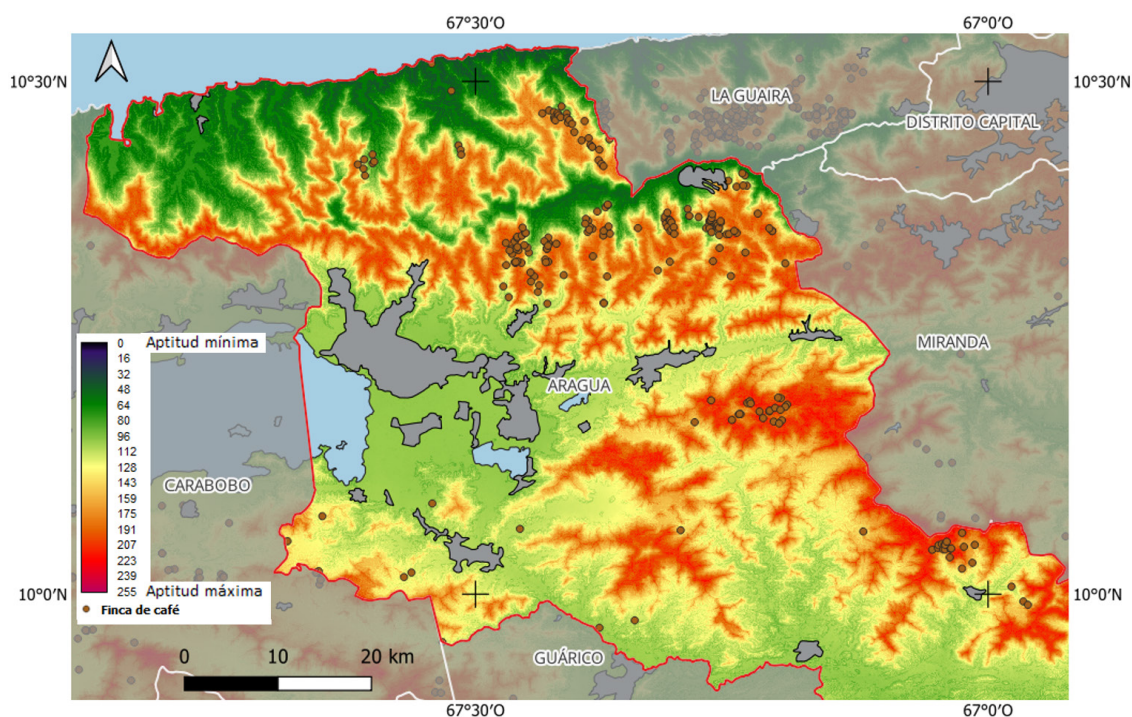 67°30′O 67°0′O
10°30′N 10°30′N
LA GUAIRA
DISTRITO CAPITAL
MIRANDA
ARAGUA
CARABOBO
0 Aptitud mínima
16
32
48
64
80
96
112
128
143
159
175
191
207
223
239
255 Aptitud máxima
Finca de café
10°0′N 10°0′N
0 10 20 km
GUÁRICO
67°30′O 67°0′O